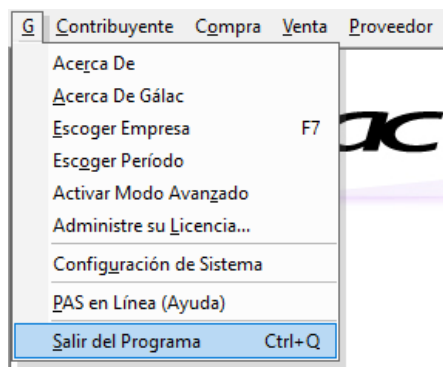 G Contribuyente Compra Venta Proveedor
Acerca De
Acerca De Gálac
Escoger Empresa F7
Escoger Período
Activar Modo Avanzado
Administre su Licencia...
Configuración de Sistema
PAS en Línea (Ayuda)
Salir del Programa Ctrl+Q
ac